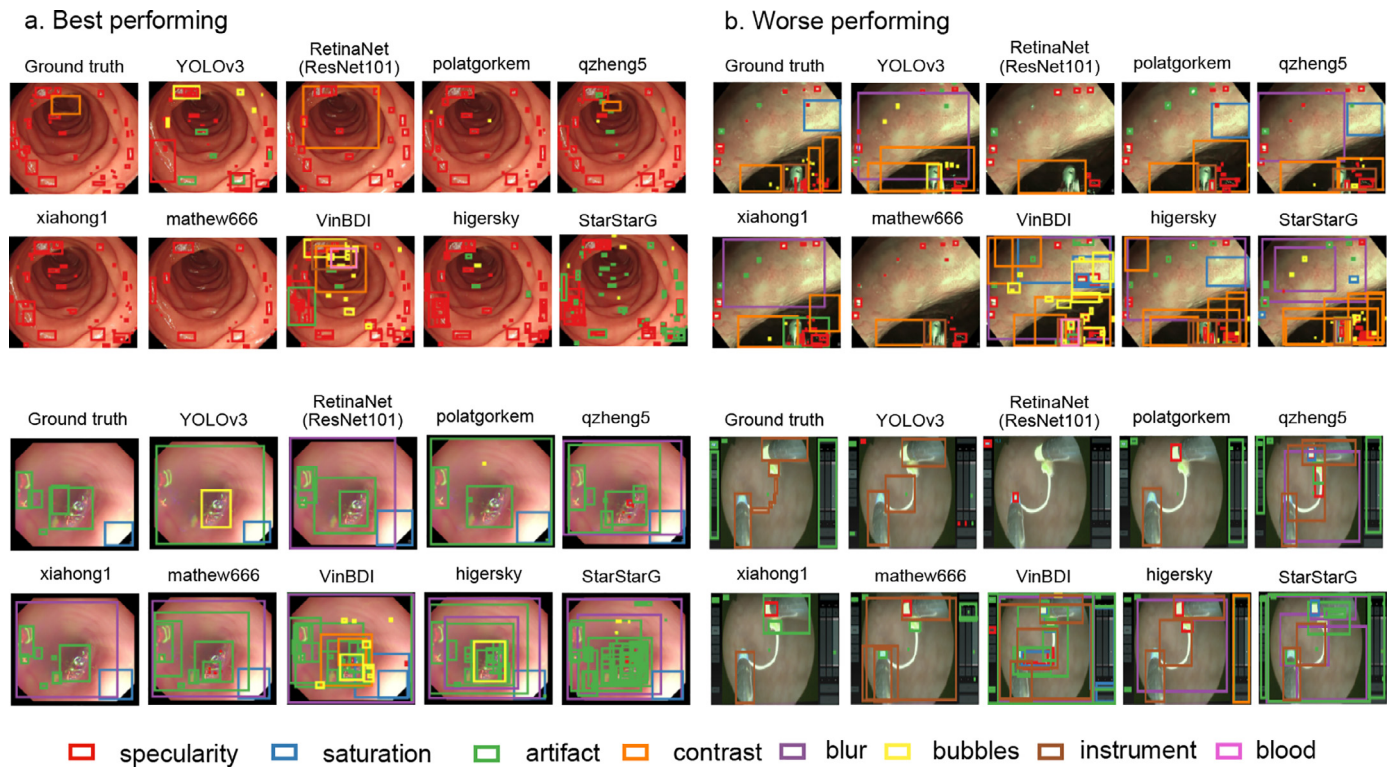 a. Best performing
b. Worse performing
Ground truth
YOLOv3
RetinaNet
(ResNet101)
polatgorkem
qzheng5
Ground truth
YOLOv3
RetinaNet
(ResNet101)
polatgorkem
qzheng5
xiahong1
mathew666
VinBDI
higersky
StarStarG
xiahong1
mathew666
VinBDI
higersky
StarStarG
Ground truth
YOLOv3
RetinaNet
(ResNet101)
polatgorkem
qzheng5
Ground truth
YOLOv3
RetinaNet
(ResNet101)
polatgorkem
qzheng5
xiahong1
mathew666
VinBDI
higersky
StarStarG
xiahong1
mathew666
VinBDI
higersky
StarStarG
specularity
saturation
artifact
contrast
blur
bubbles
instrument
blood